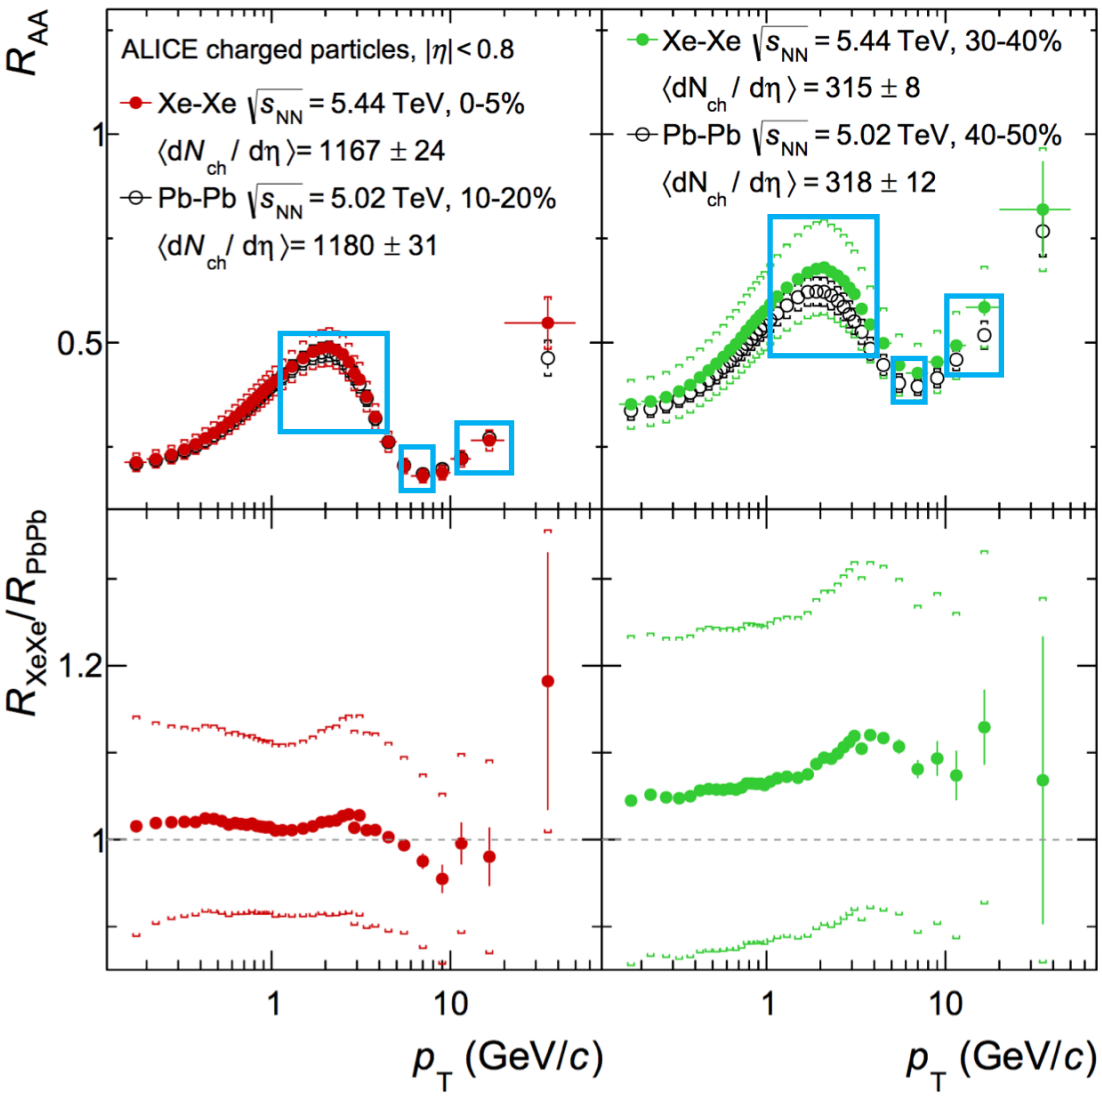 R_AA
ALICE charged particles, |η| < 0.8
Xe-Xe √s_NN = 5.44 TeV, 0-5%
⟨dN_ch / dη⟩ = 1167 ± 24
Pb-Pb √s_NN = 5.02 TeV, 10-20%
⟨dN_ch / dη⟩ = 1180 ± 31
Xe-Xe √s_NN = 5.44 TeV, 30-40%
⟨dN_ch / dη⟩ = 315 ± 8
Pb-Pb √s_NN = 5.02 TeV, 40-50%
⟨dN_ch / dη⟩ = 318 ± 12
1
0.5
R_XeXe/R_PbPb
1.2
1
1 10
1 10
p_T (GeV/c)
p_T (GeV/c)